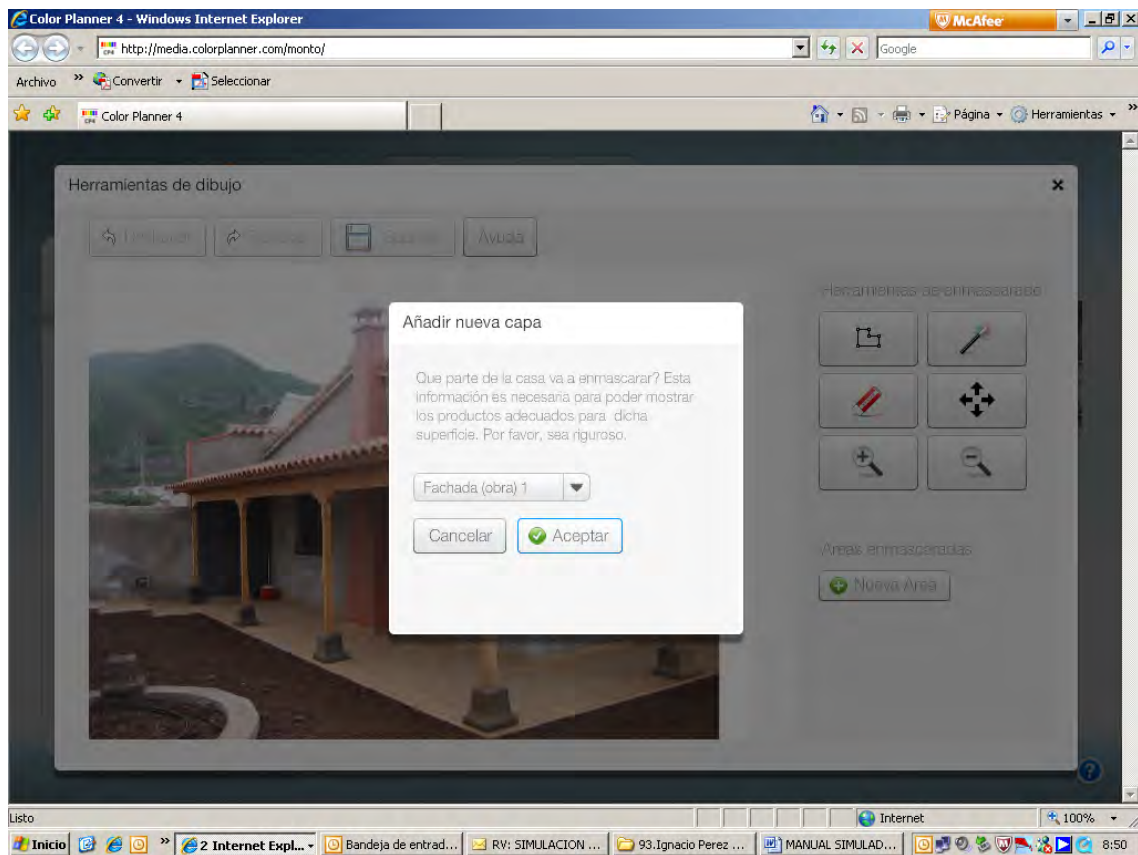 Color Planner 4 - Windows Internet Explorer
McAfee
http://media.colorplanner.com/monto/
Google
Archivo
Convertir
Seleccionar
Color Planner 4
Página
Herramientas
Herramientas de dibujo
Ayuda
Herramientas de enmascarado
Añadir nueva capa
Que parte de la casa va a enmascarar? Esta
información es necesaria para poder mostrar
los productos adecuados para dicha
superficie. Por favor, sea riguroso.
Fachada (obra) 1
Cancelar
Aceptar
Areas enmascaradas
Nueva Area
Listo
Internet
100%
Inicio
2 Internet Expl...
Bandeja de entrad...
RV: SIMULACION ...
93.Ignacio Perez ...
MANUAL SIMULAD...
8:50